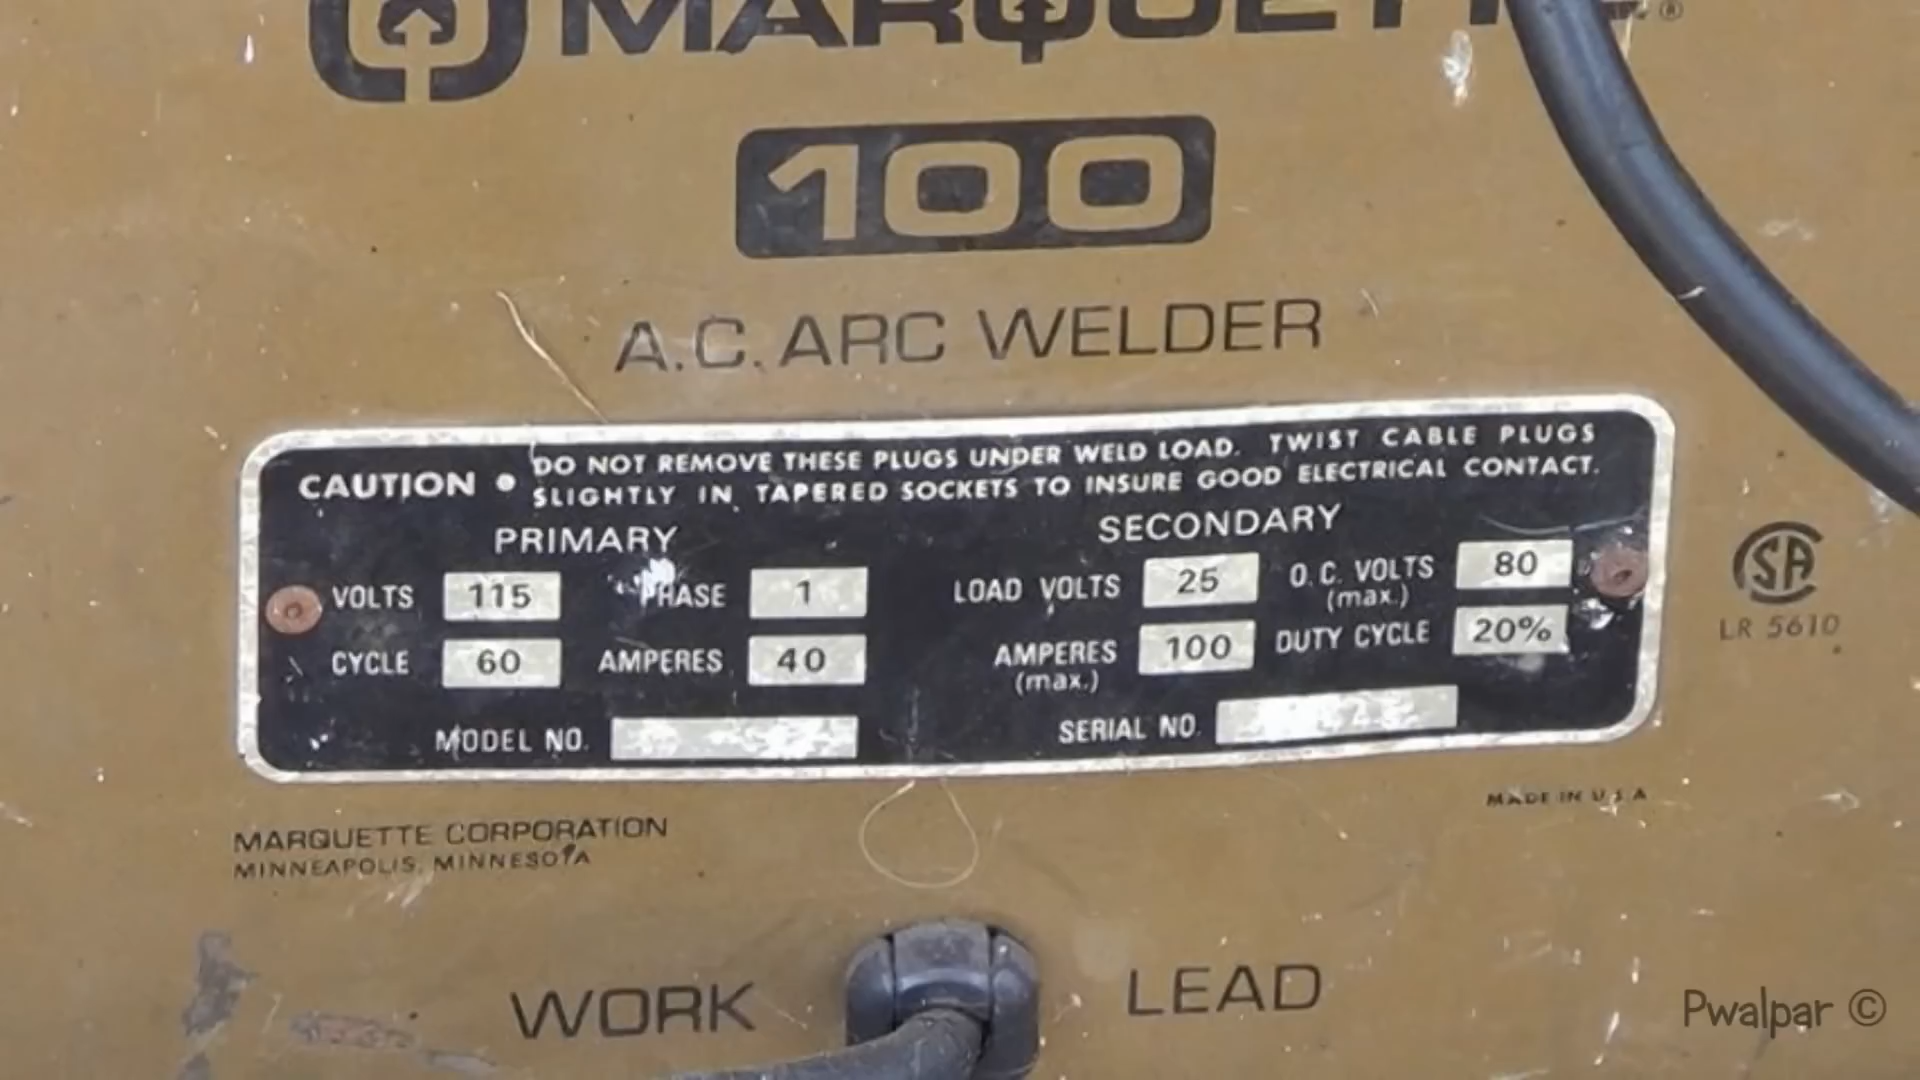 MARQUETTE ®
100
A.C. ARC WELDER
CAUTION • DO NOT REMOVE THESE PLUGS UNDER WELD LOAD. TWIST CABLE PLUGS
SLIGHTLY IN TAPERED SOCKETS TO INSURE GOOD ELECTRICAL CONTACT.
PRIMARY SECONDARY
VOLTS 115 PHASE 1 LOAD VOLTS 25 O.C. VOLTS (max.) 80
CYCLE 60 AMPERES 40 AMPERES (max.) 100 DUTY CYCLE 20%
MODEL NO. SERIAL NO.
SA
LR 5610
MADE IN U.S.A
MARQUETTE CORPORATION
MINNEAPOLIS, MINNESOTA
WORK LEAD
Pwalpar ©